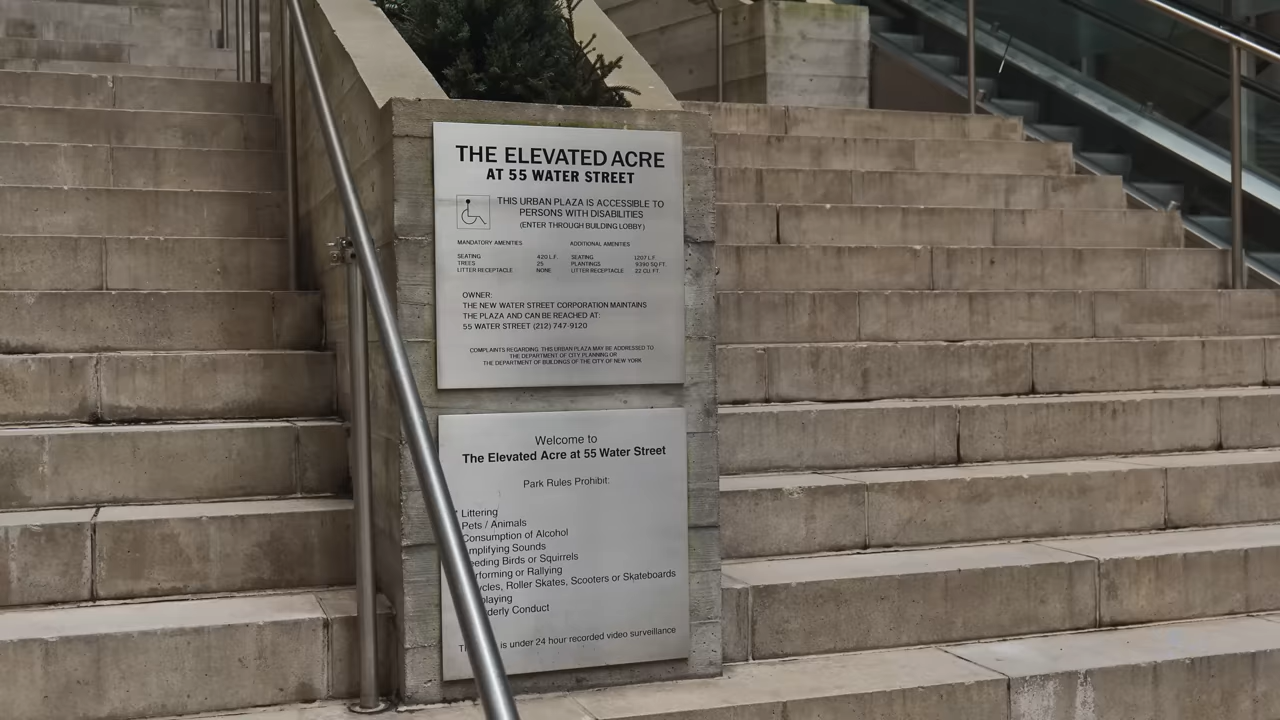 THE ELEVATED ACRE
AT 55 WATER STREET
THIS URBAN PLAZA IS ACCESSIBLE TO
PERSONS WITH DISABILITIES
(ENTER THROUGH BUILDING LOBBY)
MANDATORY AMENITIES ADDITIONAL AMENITIES
SEATING 420 L.F. SEATING 1207 L.F.
TREES 25 PLANTINGS 9390 SQ FT.
LITTER RECEPTACLE NONE LITTER RECEPTACLE 22 CU. FT.
OWNER:
THE NEW WATER STREET CORPORATION MAINTAINS
THE PLAZA AND CAN BE REACHED AT:
55 WATER STREET (212) 747-9120
COMPLAINTS REGARDING THIS URBAN PLAZA MAY BE ADDRESSED TO
THE DEPARTMENT OF CITY PLANNING OR
THE DEPARTMENT OF BUILDINGS OF THE CITY OF NEW YORK
Welcome to
The Elevated Acre at 55 Water Street
Park Rules Prohibit:
Littering
Pets / Animals
Consumption of Alcohol
mplifying Sounds
eeding Birds or Squirrels
rforming or Rallying
ycles, Roller Skates, Scooters or Skateboards
playing
derly Conduct
is under 24 hour recorded video surveillance